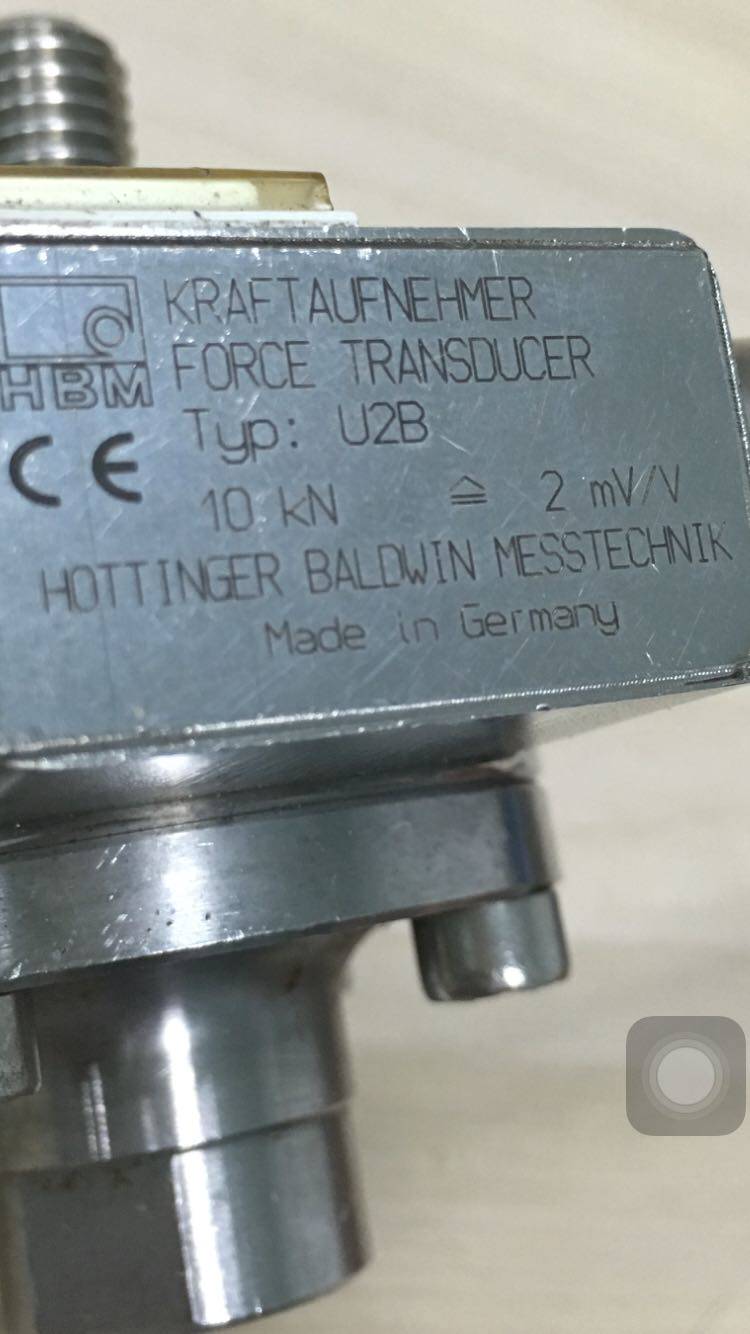 KRAFTAUFNEHMER
HBM FORCE TRANSDUCER
CE Typ: U2B
10 kN ≙ 2 mV/V
HOTTINGER BALDWIN MESSTECHNIK
Made in Germany